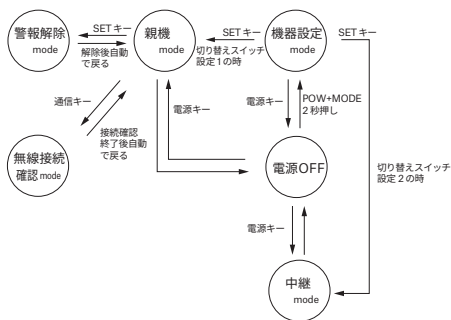 警報解除
mode
SETキー
解除後自動
で戻る
親機
mode
SETキー
切り替えスイッチ
設定1の時
機器設定
mode
SETキー
通信キー
接続確認
終了後自動
で戻る
電源キー
電源キー
POW+MODE
2秒押し
無線接続
確認mode
電源OFF
切り替えスイッチ
設定2の時
電源キー
中継
mode